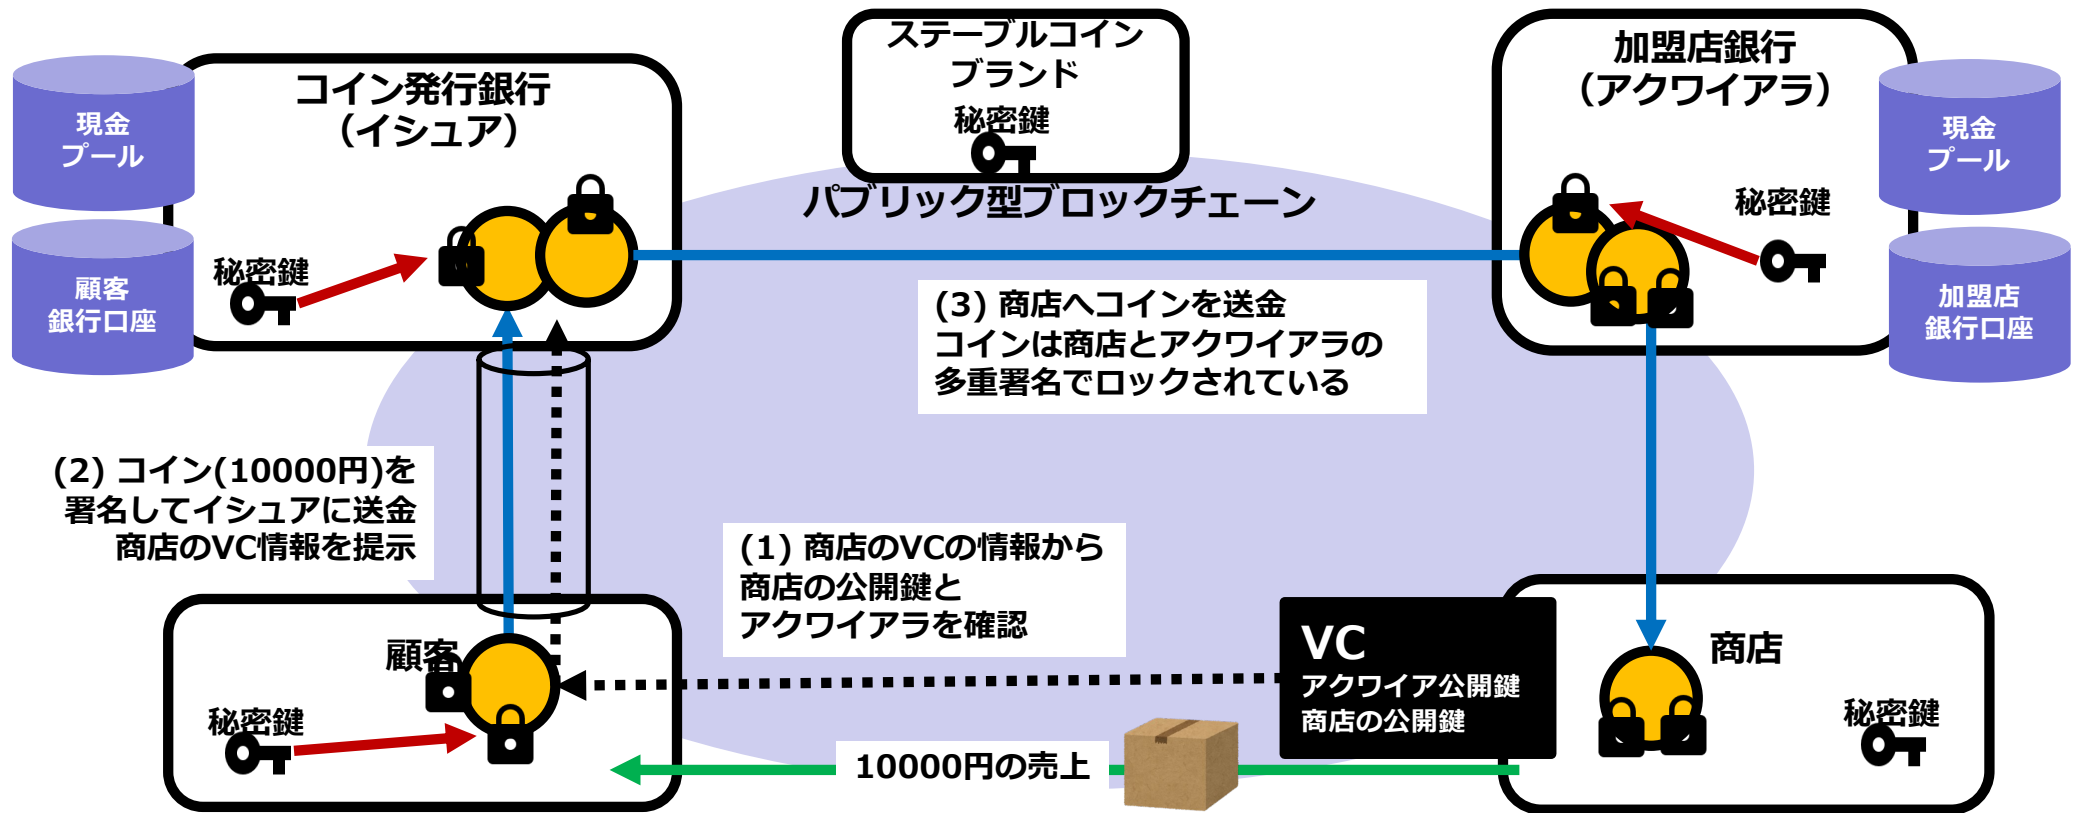 ステーブルコイン
ブランド
秘密鍵
コイン発行銀行
（イシュア）
加盟店銀行
（アクワイアラ）
現金
プール
顧客
銀行口座
秘密鍵
パブリック型ブロックチェーン
秘密鍵
現金
プール
加盟店
銀行口座
(3) 商店へコインを送金
コインは商店とアクワイアラの
多重署名でロックされている
(2) コイン(10000円)を
署名してイシュアに送金
商店のVC情報を提示
(1) 商店のVCの情報から
商店の公開鍵と
アクワイアラを確認
顧客
秘密鍵
VC
アクワイア公開鍵
商店の公開鍵
商店
秘密鍵
10000円の売上